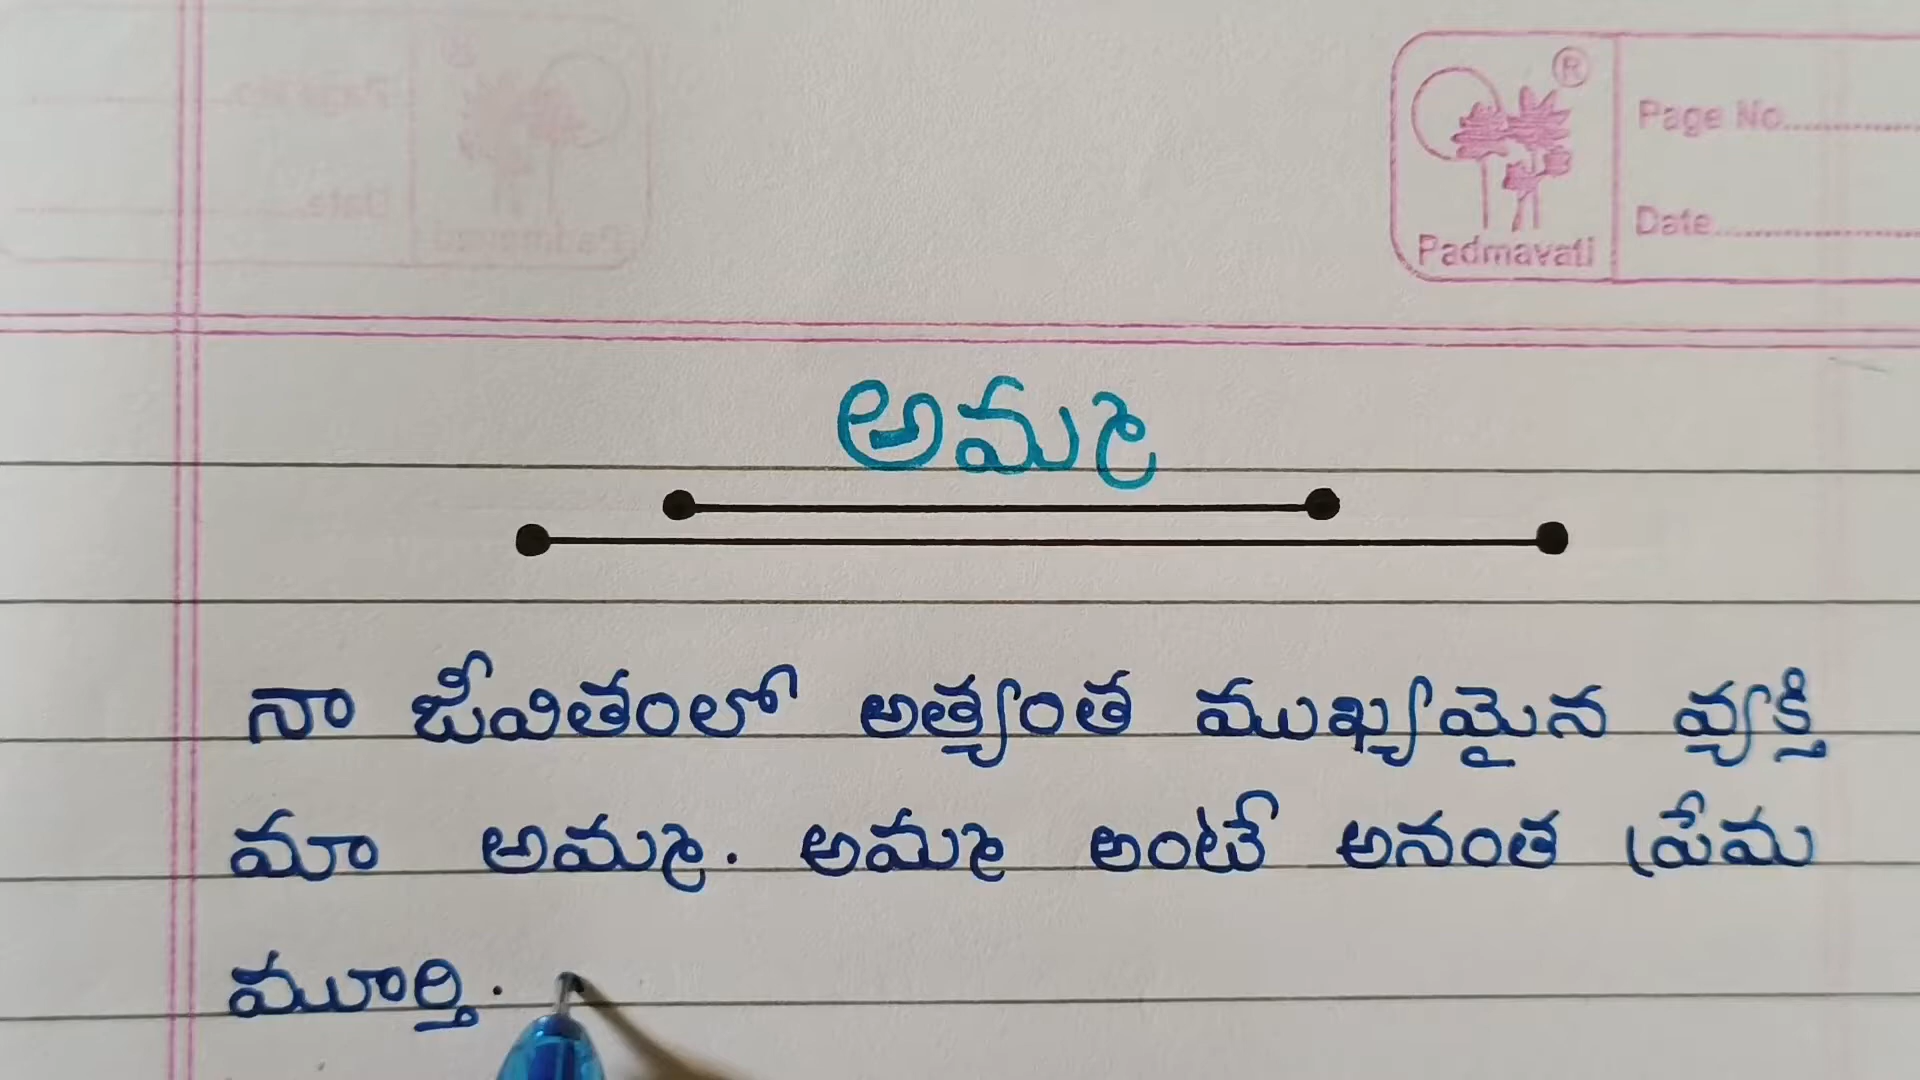 ® Page No.
Date
Padmavati
అమ్మ
నా జీవితంలో అత్యంత ముఖ్యమైన వ్యక్తి
మా అమ్మ. అమ్మ అంటే అనంత ప్రేమ
మూర్తి.